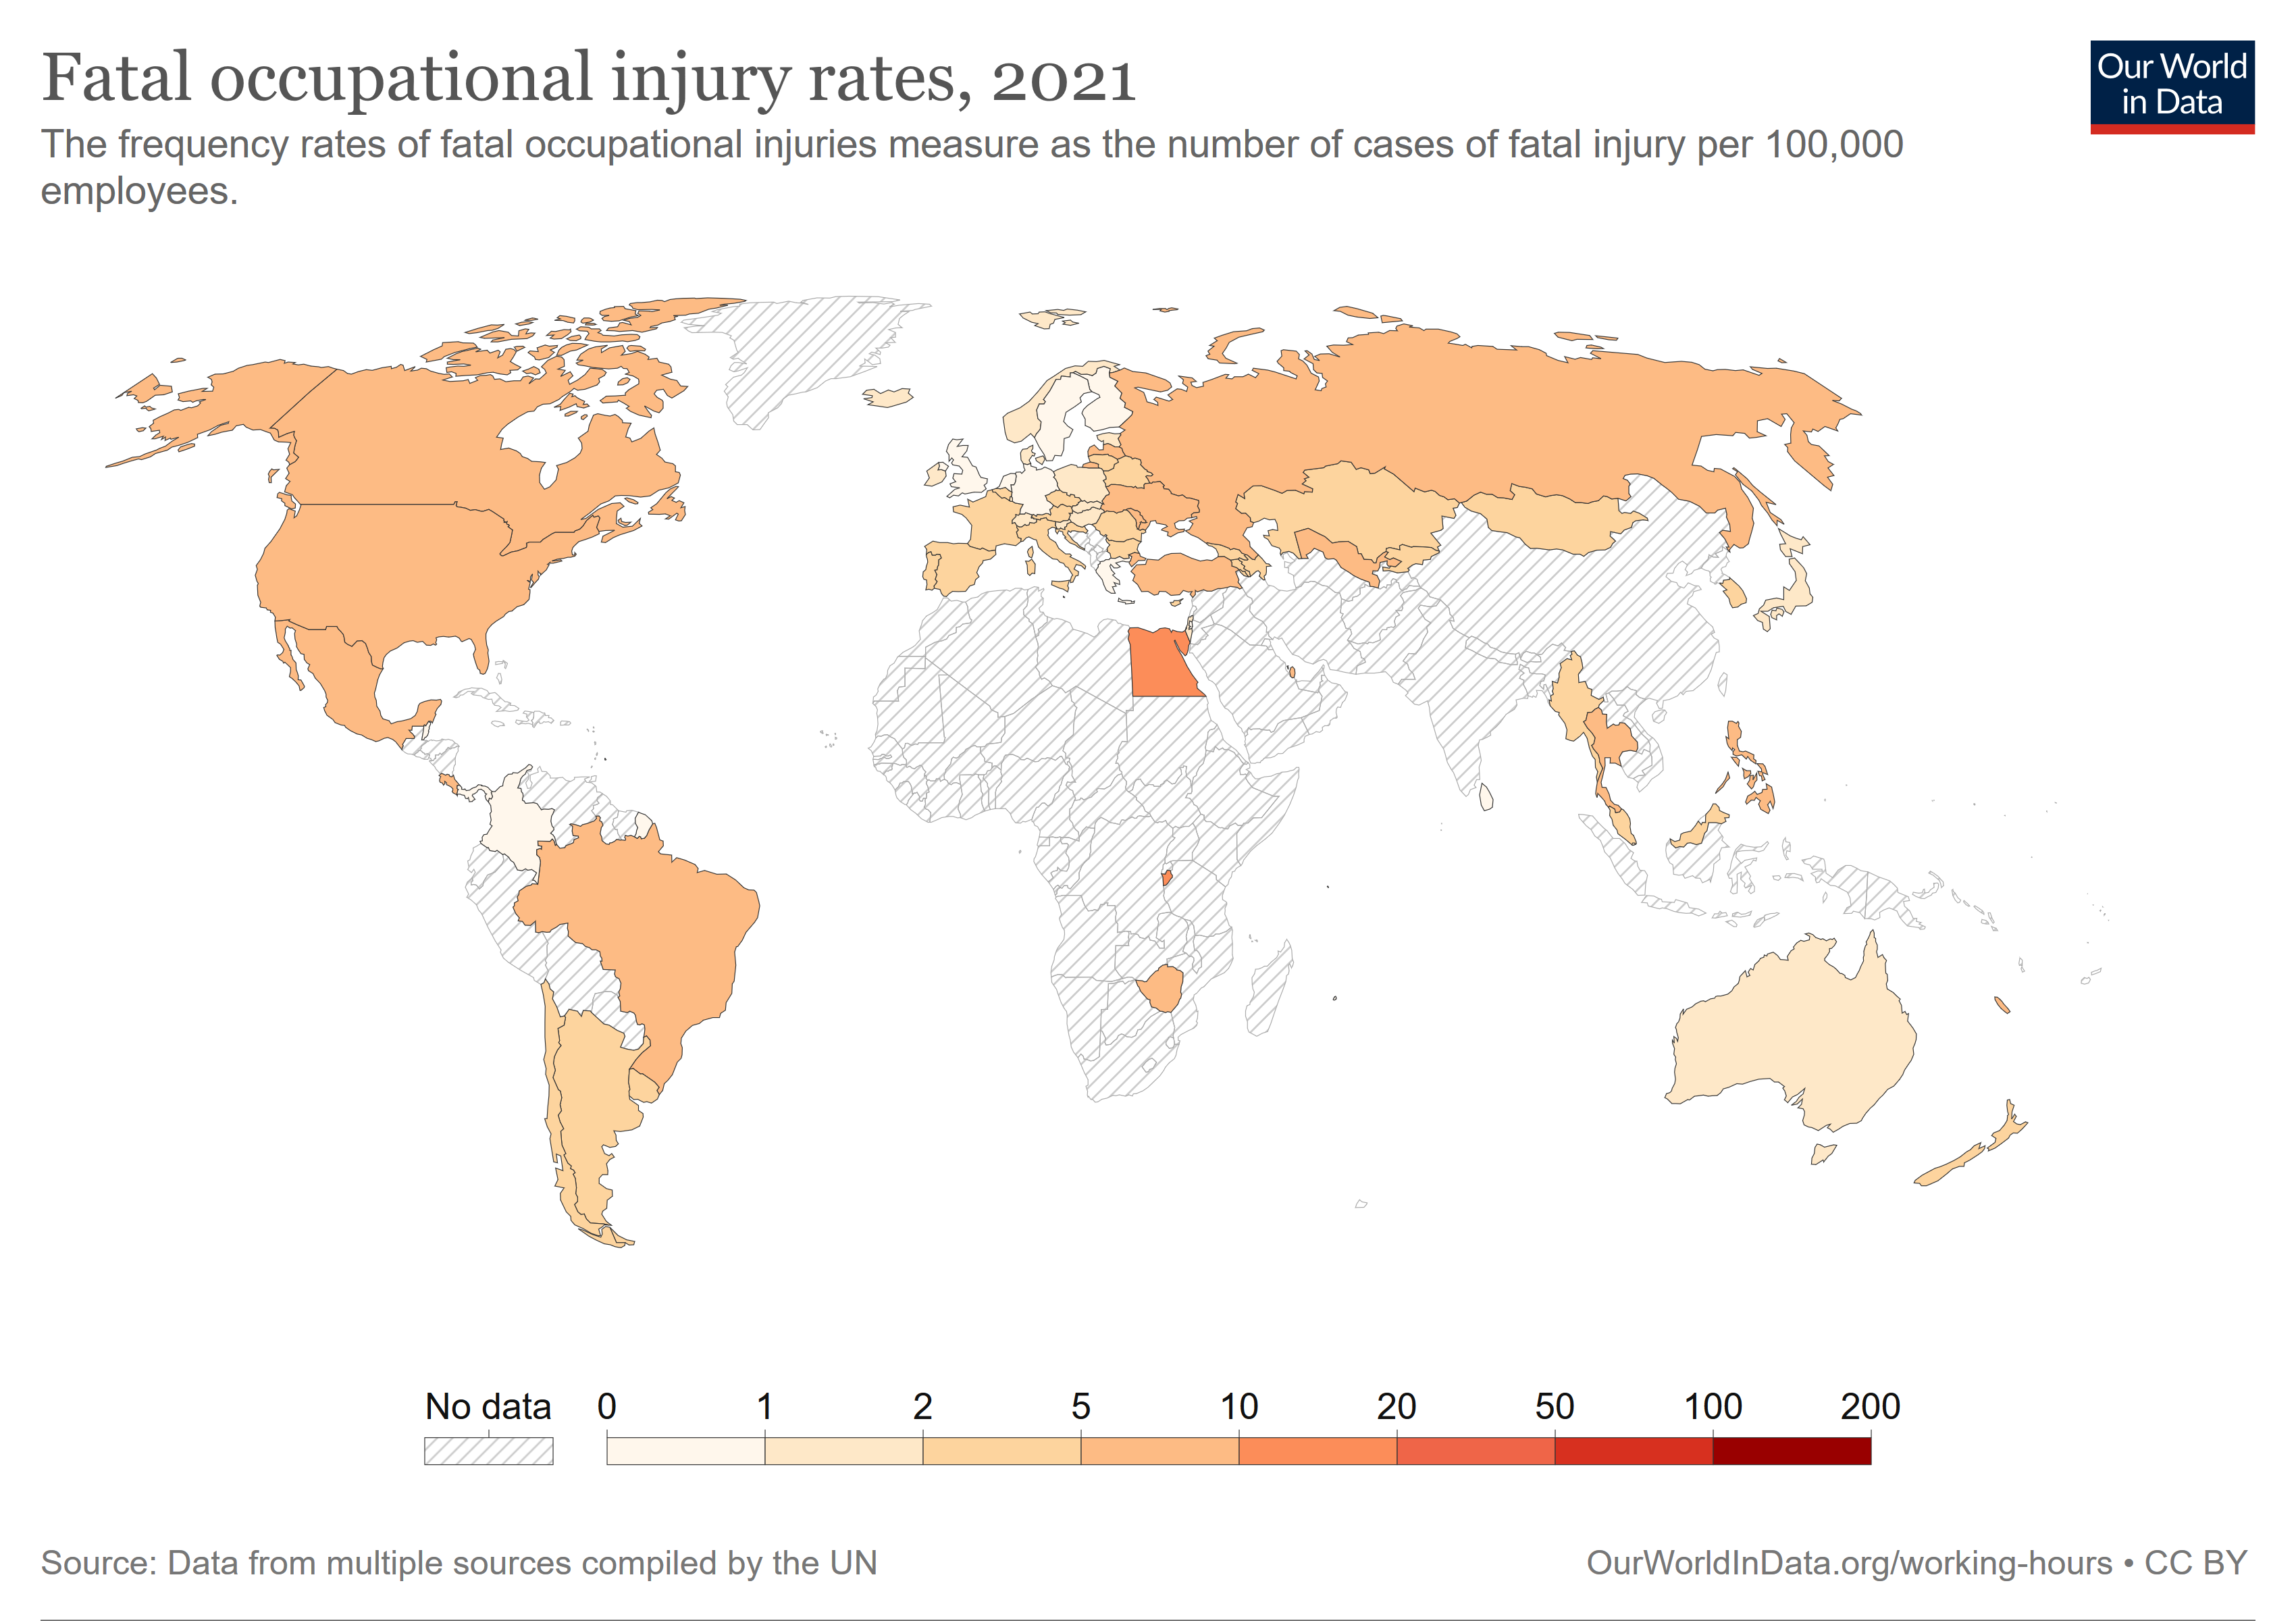 Fatal occupational injury rates, 2021
Our World
in Data
The frequency rates of fatal occupational injuries measure as the number of cases of fatal injury per 100,000
employees.
No data 0 1 2 5 10 20 50 100 200
Source: Data from multiple sources compiled by the UN
OurWorldInData.org/working-hours • CC BY